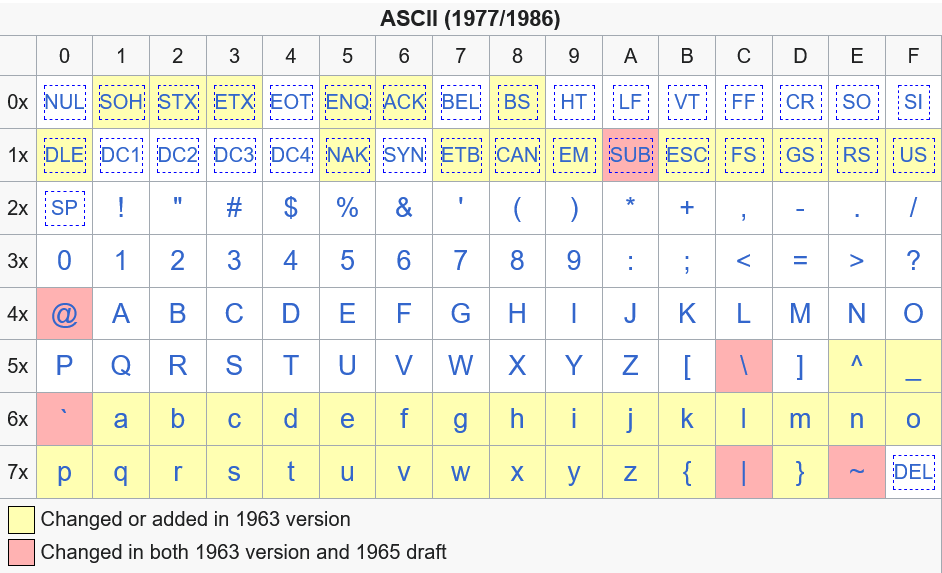 ASCII (1977/1986)
0 1 2 3 4 5 6 7 8 9 A B C D E F
0x NUL SOH STX ETX EOT ENQ ACK BEL BS HT LF VT FF CR SO SI
1x DLE DC1 DC2 DC3 DC4 NAK SYN ETB CAN EM SUB ESC FS GS RS US
2x SP ! " # $ % & ' ( ) * + , - . /
3x 0 1 2 3 4 5 6 7 8 9 : ; < = > ?
4x @ A B C D E F G H I J K L M N O
5x P Q R S T U V W X Y Z [ \ ] ^ _
6x ` a b c d e f g h i j k l m n o
7x p q r s t u v w x y z { | } ~ DEL
Changed or added in 1963 version
Changed in both 1963 version and 1965 draft